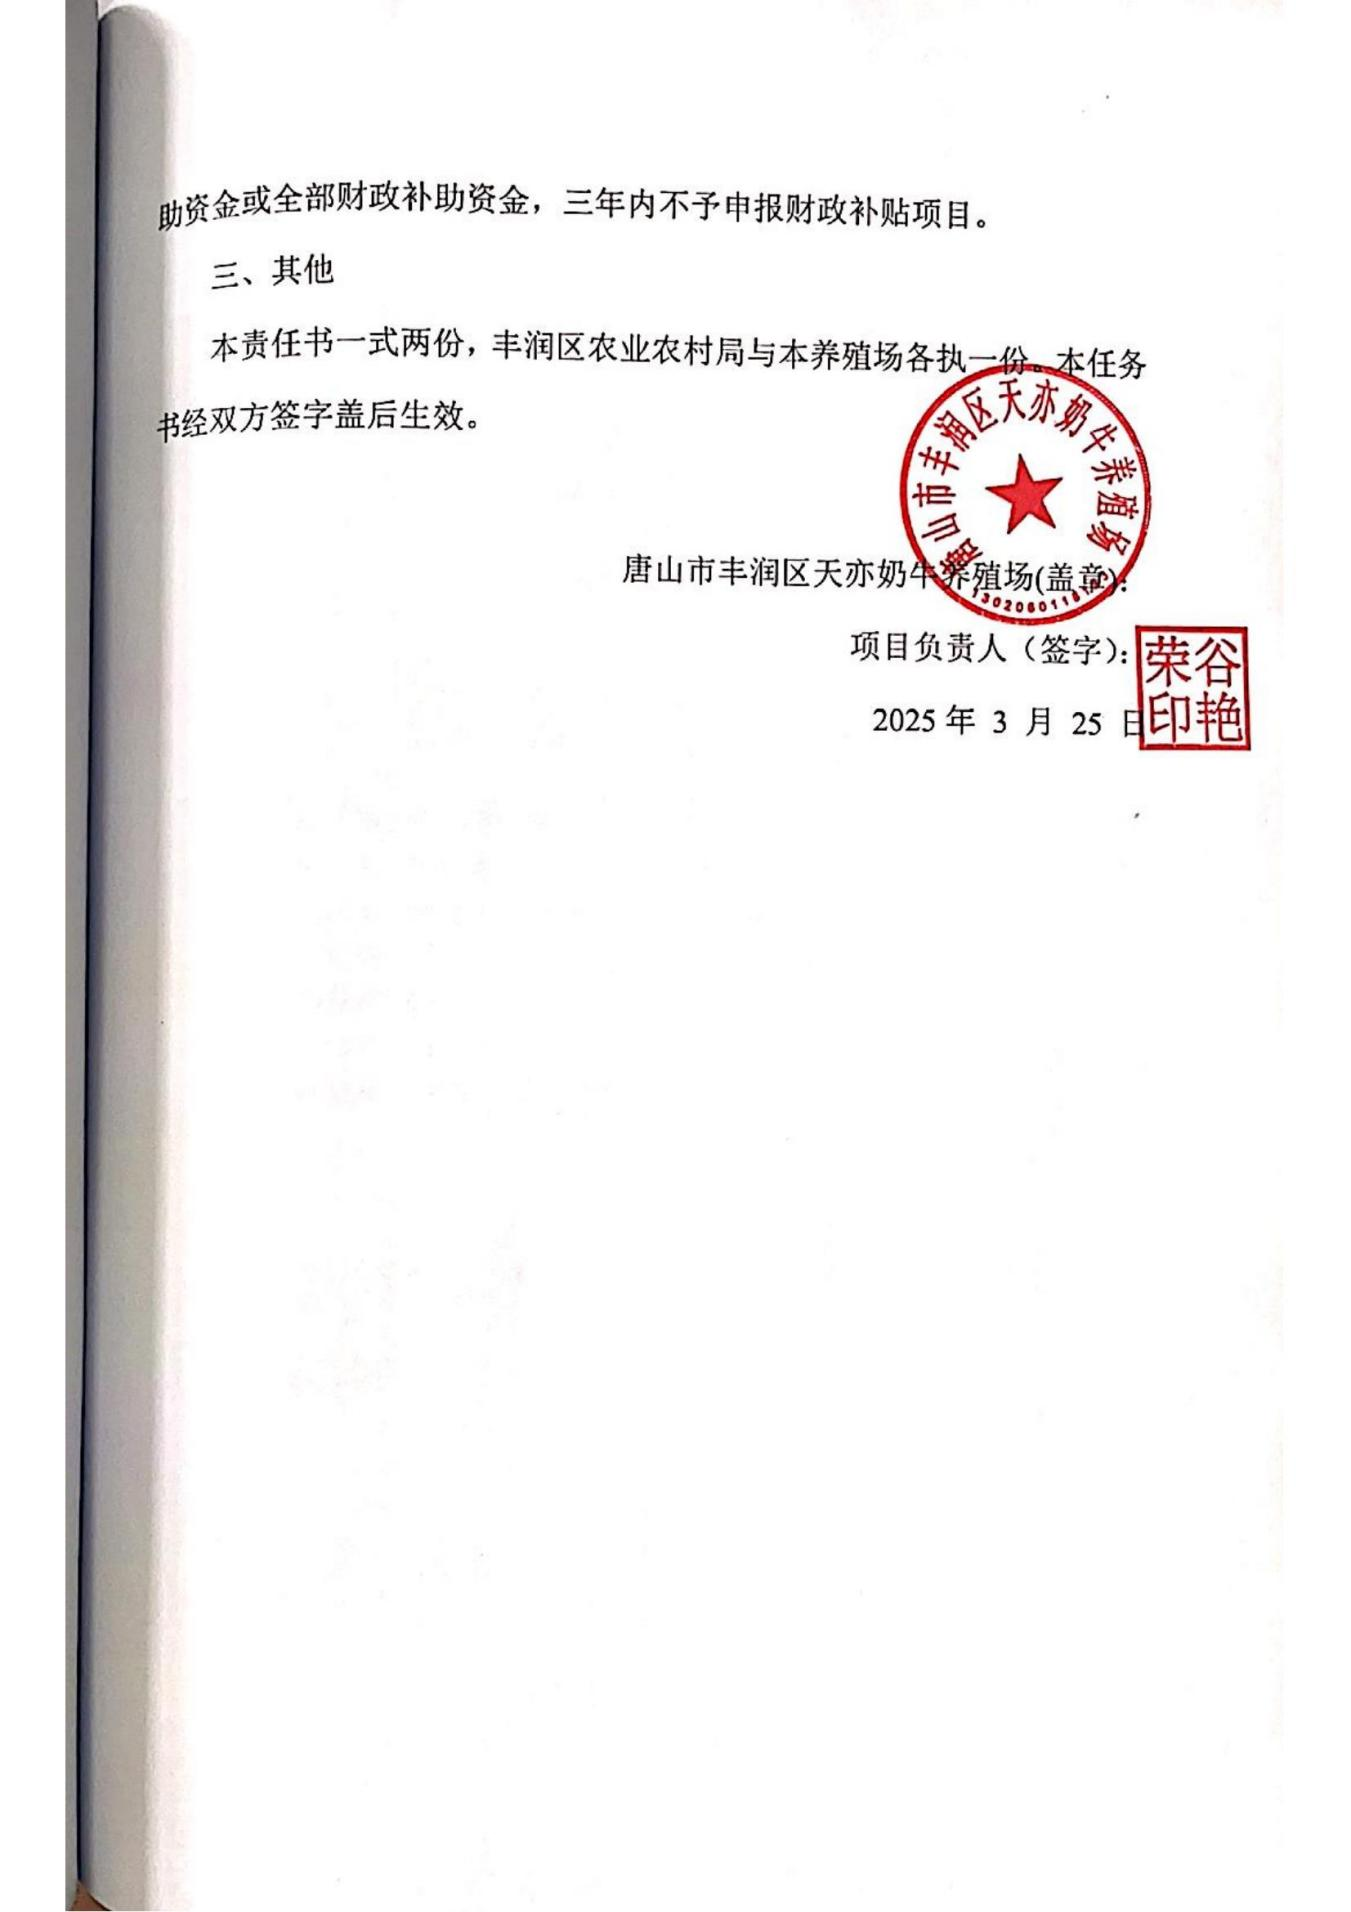 助资金或全部财政补助资金，三年内不予申报财政补贴项目。
三、其他
本责任书一式两份，丰润区农业农村局与本养殖场各执一份。本任务
书经双方签字盖后生效。
唐山市丰润区天亦奶牛养殖场
唐山市丰润区天亦奶牛养殖场(盖章):
项目负责人（签字）:
谷艳荣印
2025 年 3 月 25 日